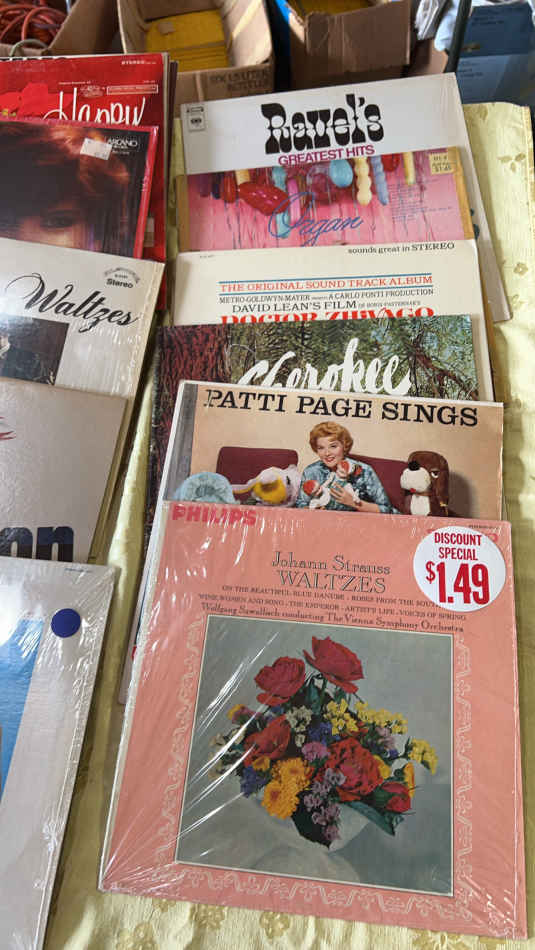 STEREO
Happy
ARCANO
Stereo
Waltzes
on
Ravel's
GREATEST HITS
$1.49
Organ
sounds great in STEREO
THE ORIGINAL SOUND TRACK ALBUM
METRO-GOLDWYN-MAYER PRESENTS A CARLO PONTI PRODUCTION
DAVID LEAN'S FILM OF BORIS PASTERNAK'S
DOCTOR ZHIVAGO
Cherokee
PATTI PAGE SINGS
PHILIPS
DISCOUNT
SPECIAL
$1.49
Johann Strauss
WALTZES
ON THE BEAUTIFUL BLUE DANUBE · ROSES FROM THE SOUTH
WINE WOMEN AND SONG · THE EMPEROR · ARTIST'S LIFE · VOICES OF SPRING
Wolfgang Sawallisch conducting The Vienna Symphony Orchestra